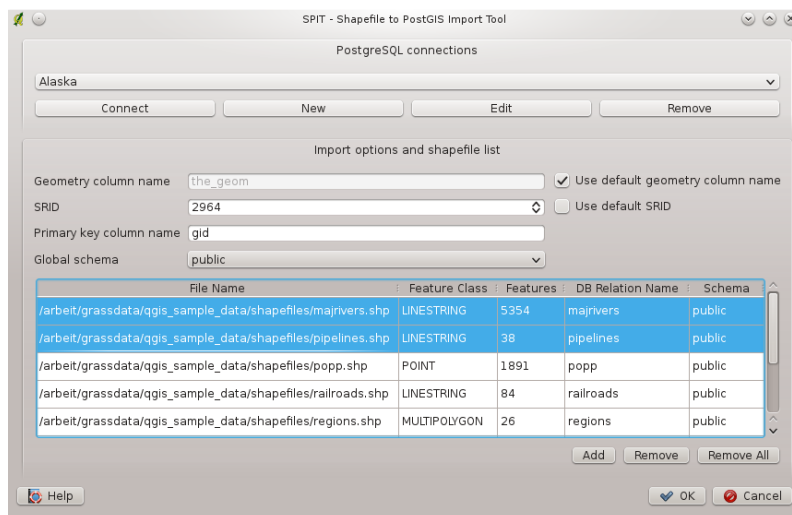 SPIT - Shapefile to PostGIS Import Tool
PostgreSQL connections
Alaska
Connect New Edit Remove
Import options and shapefile list
Geometry column name the_geom Use default geometry column name
SRID 2964 Use default SRID
Primary key column name gid
Global schema public
File Name Feature Class Features DB Relation Name Schema
/arbeit/grassdata/qgis_sample_data/shapefiles/majrivers.shp LINESTRING 5354 majrivers public
/arbeit/grassdata/qgis_sample_data/shapefiles/pipelines.shp LINESTRING 38 pipelines public
/arbeit/grassdata/qgis_sample_data/shapefiles/popp.shp POINT 1891 popp public
/arbeit/grassdata/qgis_sample_data/shapefiles/railroads.shp LINESTRING 84 railroads public
/arbeit/grassdata/qgis_sample_data/shapefiles/regions.shp MULTIPOLYGON 26 regions public
Add Remove Remove All
Help OK Cancel